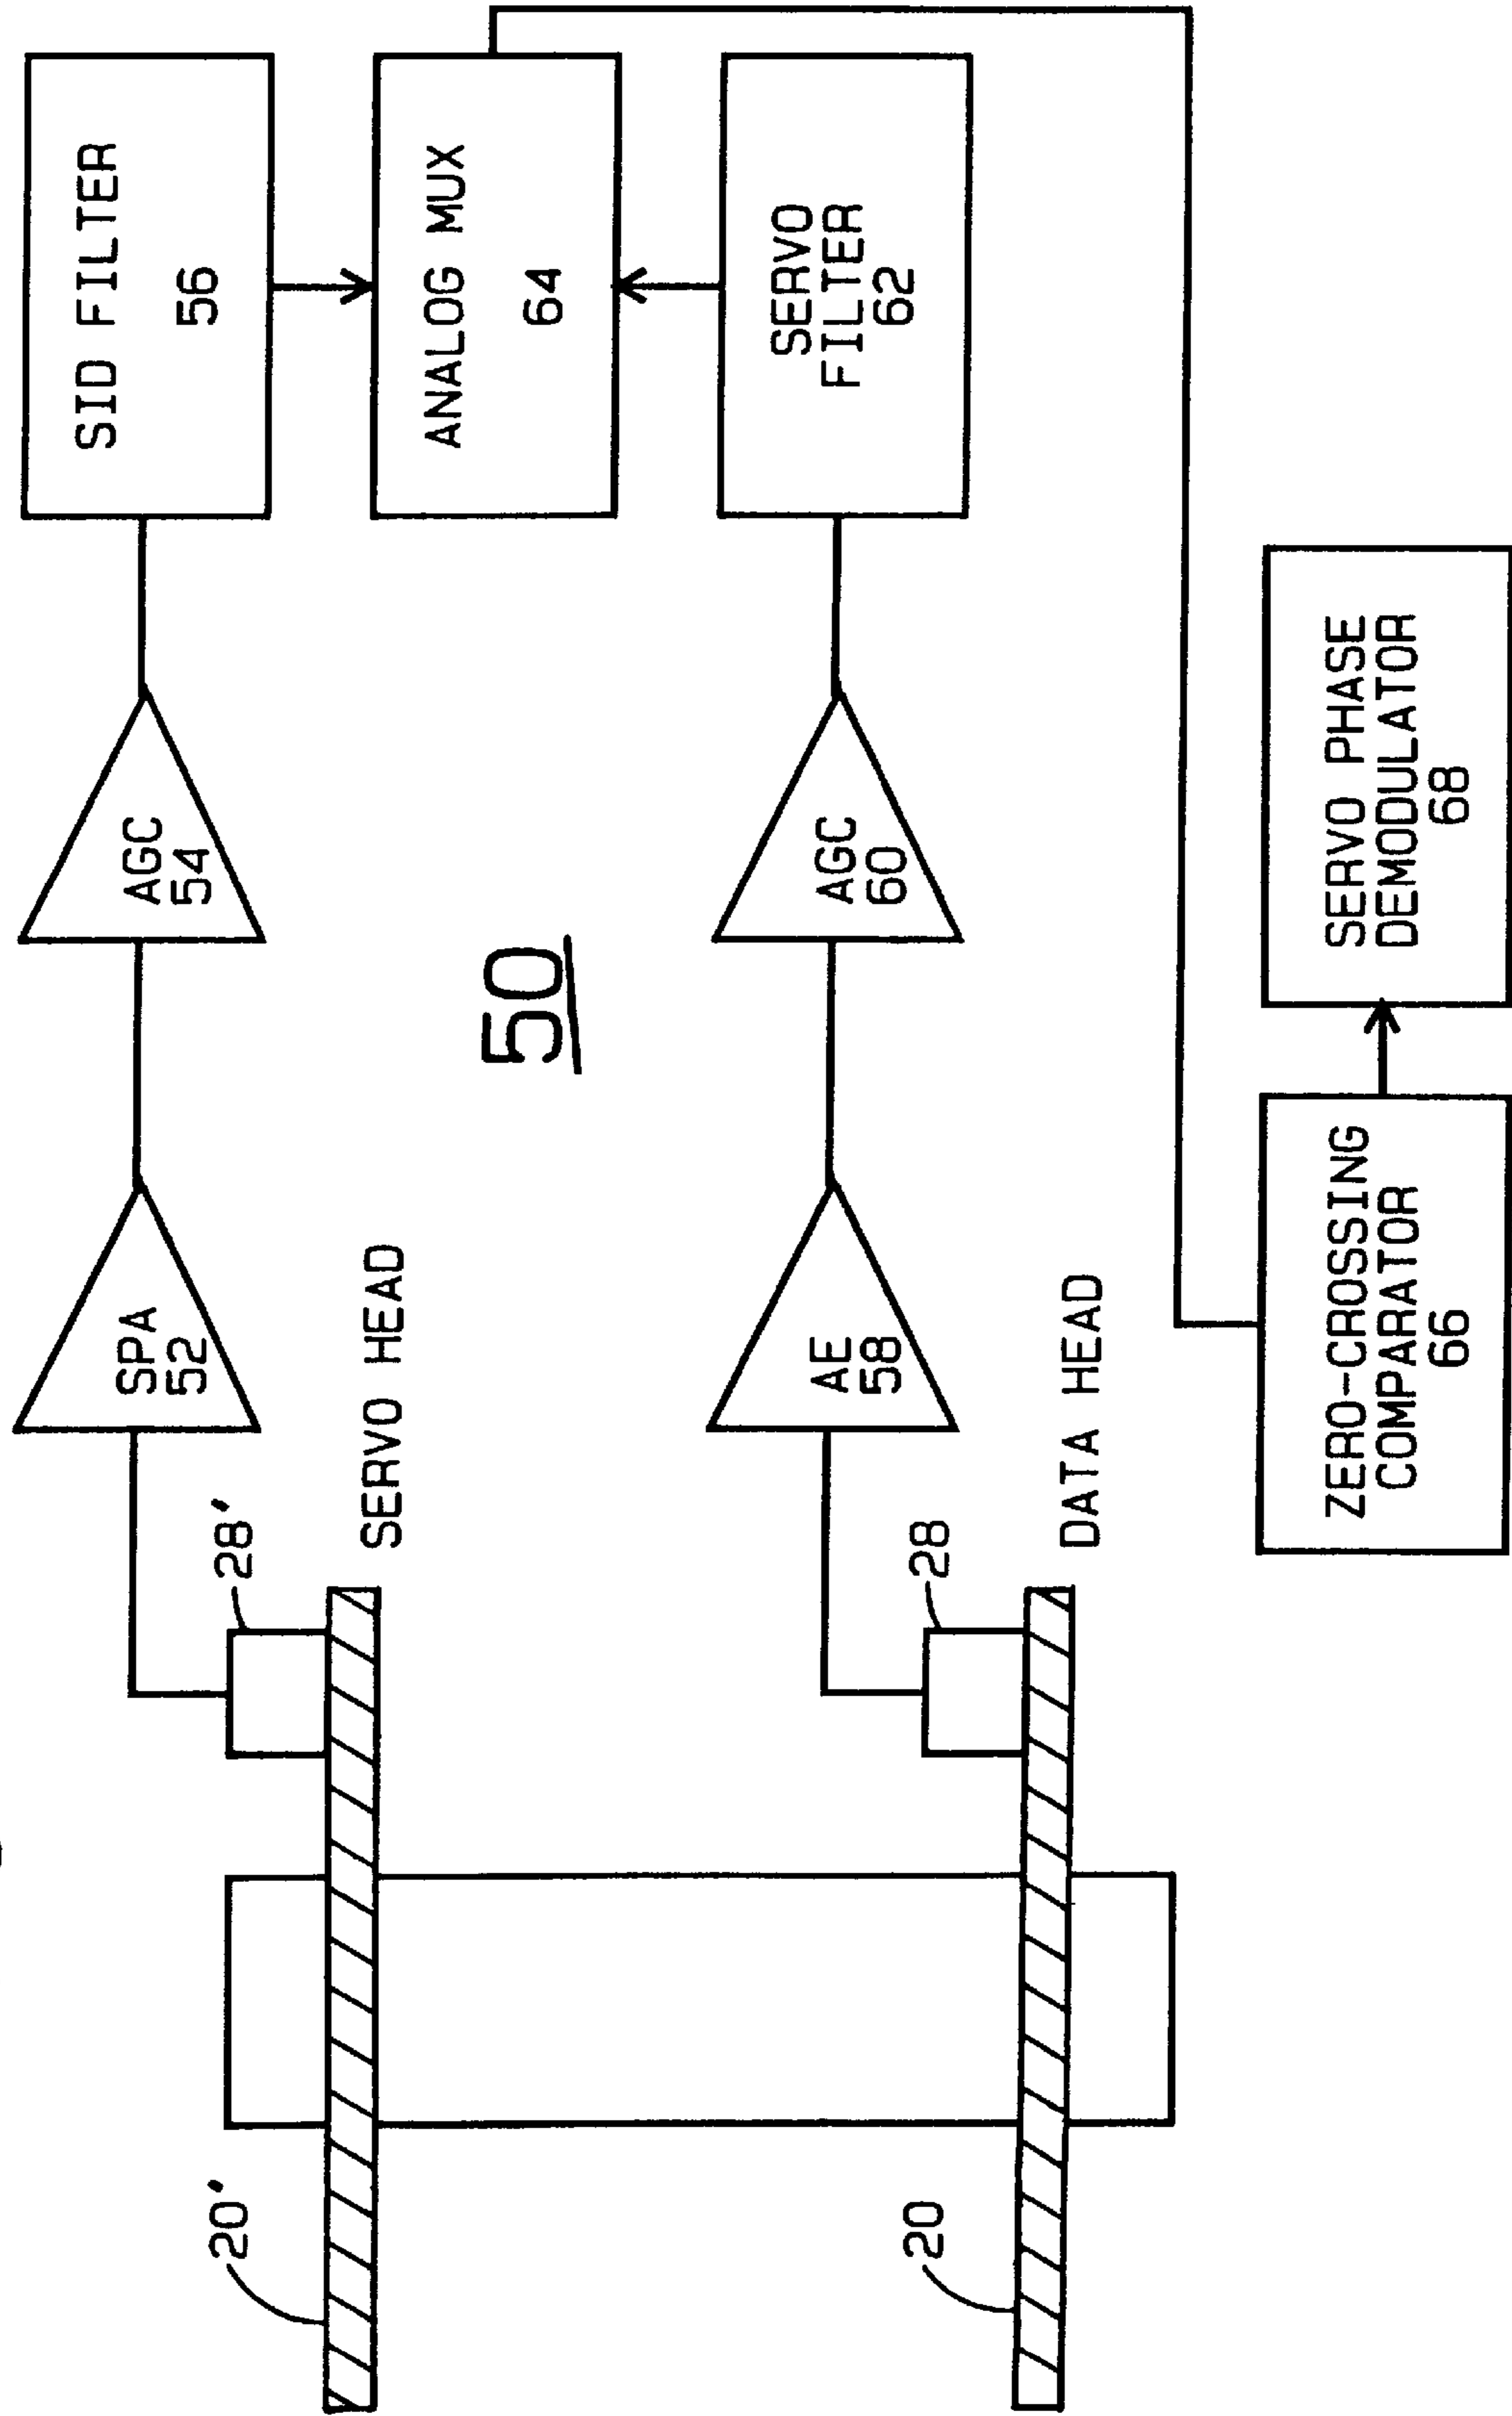 20'
28'
SERVO HEAD
SPA
52
AGC
54
SID FILTER
56
ANALOG MUX
64
50
20
28
DATA HEAD
AE
58
AGC
60
SERVO
FILTER
62
ZERO-CROSSING
COMPARATOR
66
SERVO PHASE
DEMODULATOR
68